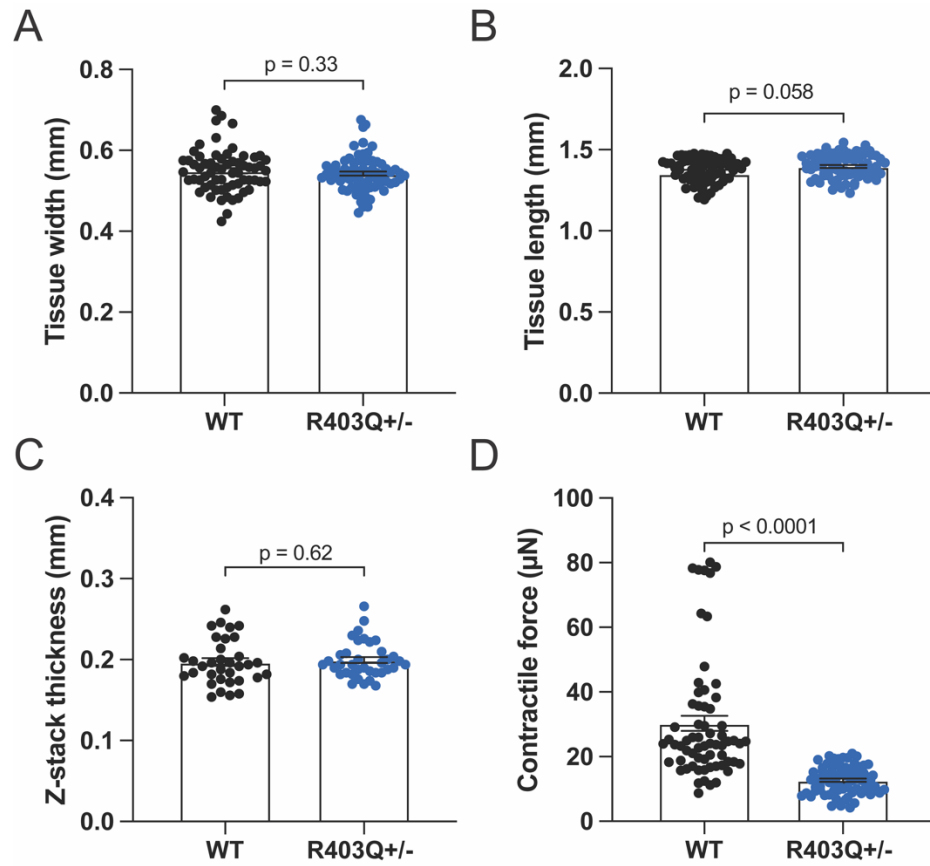 A
Tissue width (mm)
0.8
0.6
0.4
0.2
0.0
p = 0.33
WT
R403Q+/-
B
Tissue length (mm)
2.0
1.5
1.0
0.5
0.0
p = 0.058
WT
R403Q+/-
C
Z-stack thickness (mm)
0.4
0.3
0.2
0.1
0.0
p = 0.62
WT
R403Q+/-
D
Contractile force (µN)
100
80
60
40
20
0
p < 0.0001
WT
R403Q+/-